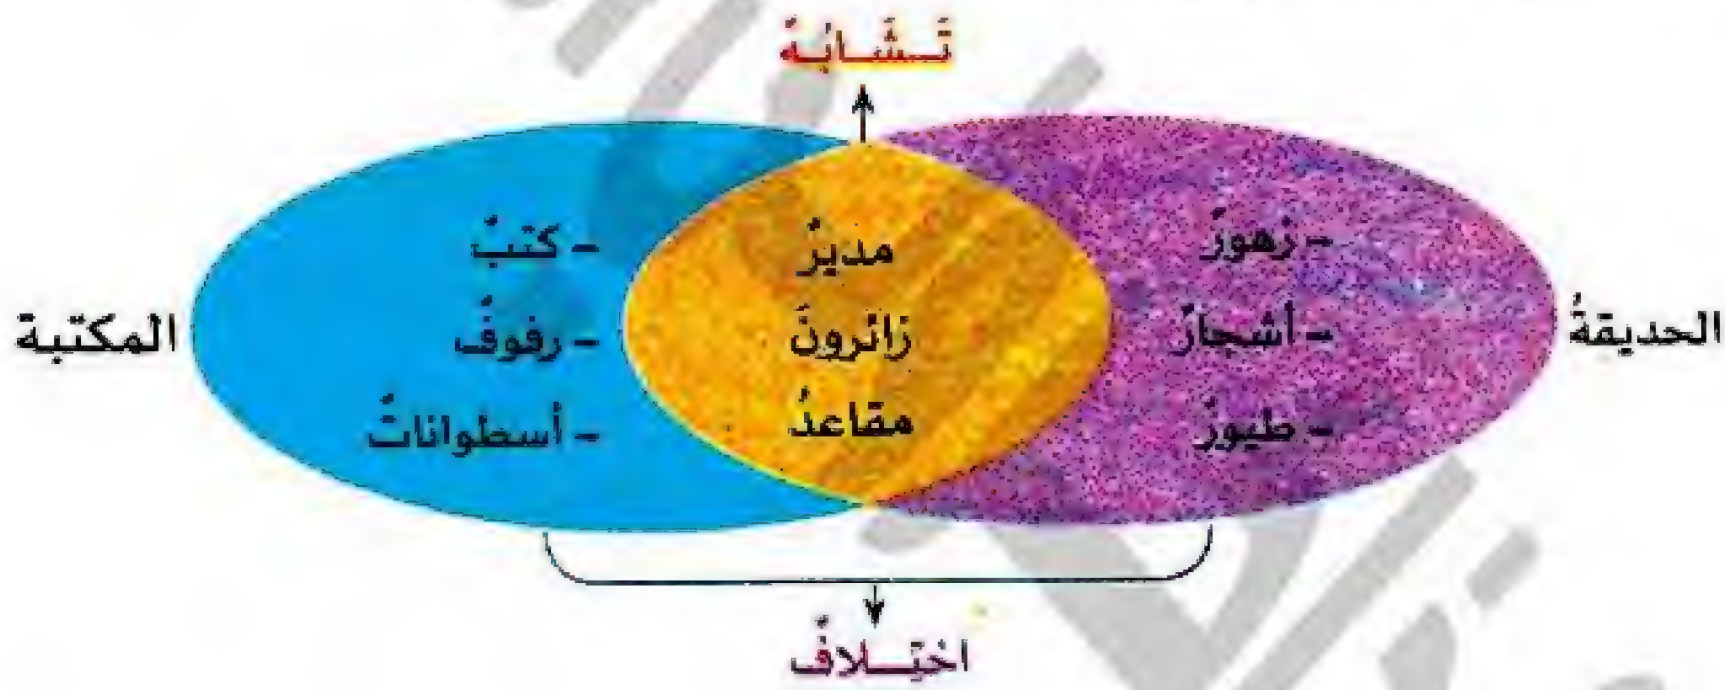 تَشَابُهٌ
الحديقةُ
- زهورٌ
- أشجارٌ
- طيورٌ
مديرٌ
زائرونَ
مقاعدُ
- كتبٌ
- رفوفٌ
- أسطواناتٌ
المكتبة
اختِلافٌ